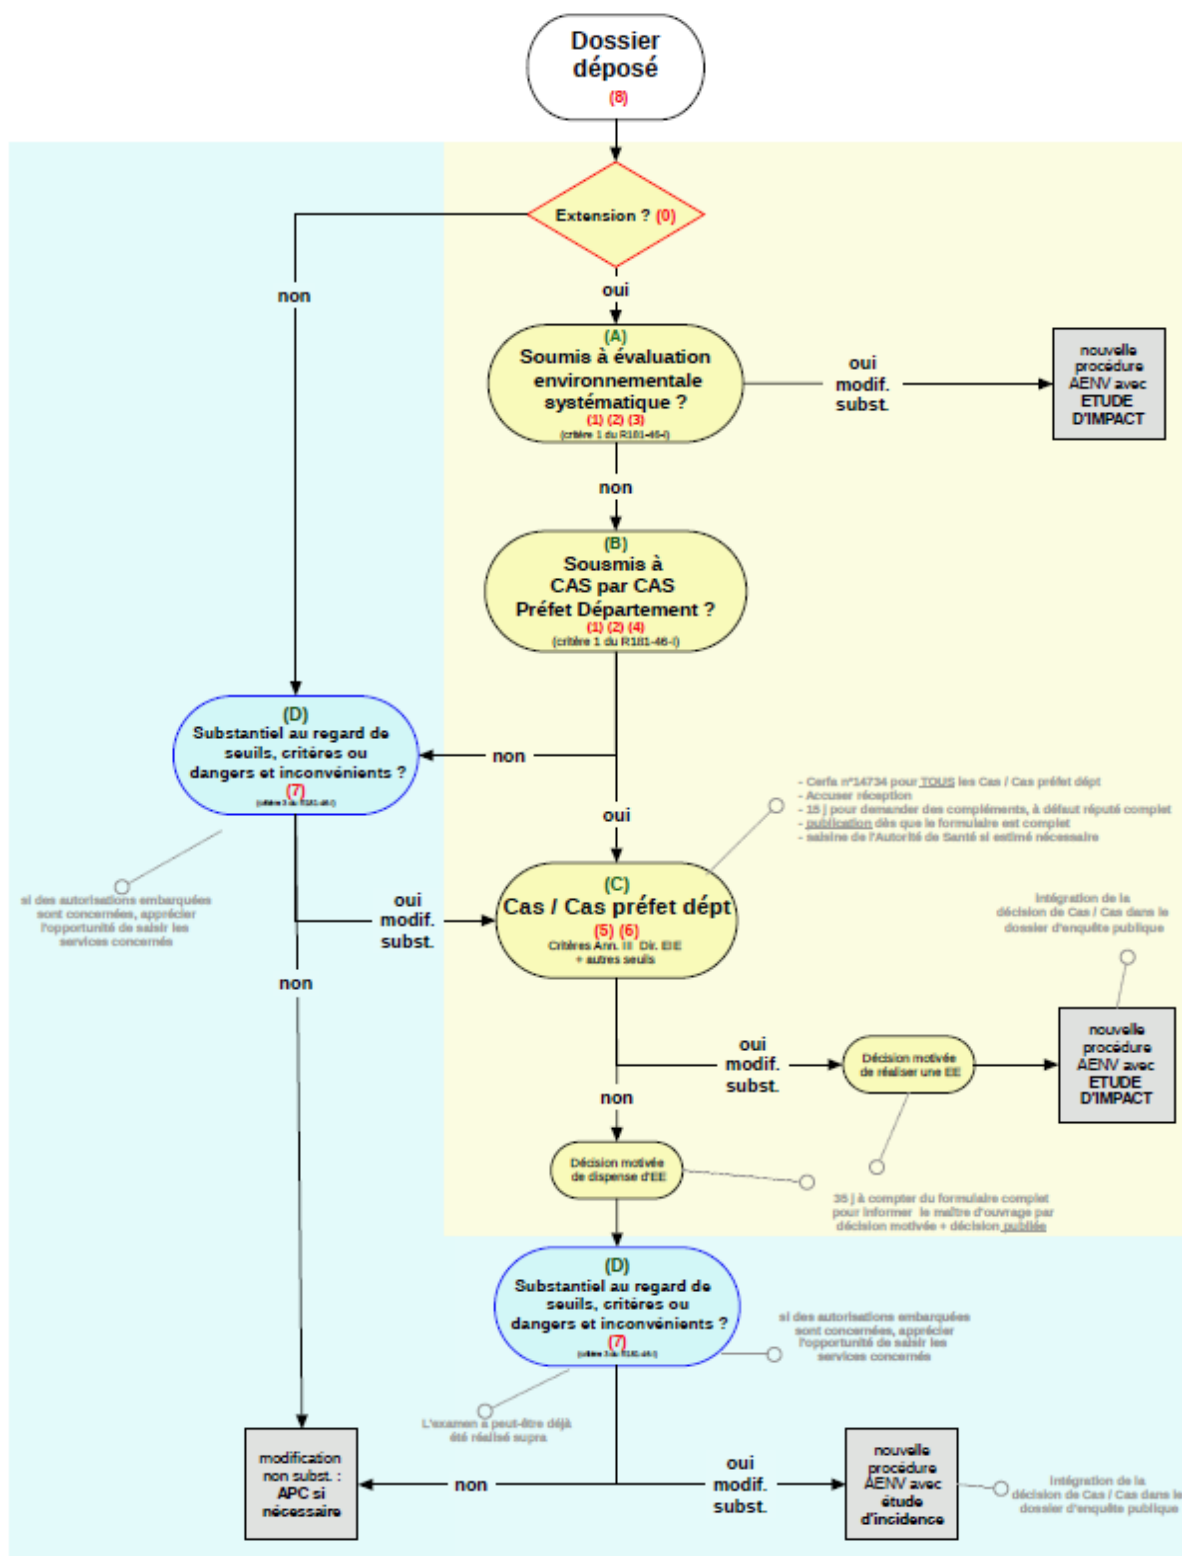 Dossier
déposé
(8)
Extension ? (0)
non
oui
(A)
Soumis à évaluation
environnementale
systématique ?
(1) (2) (3)
(critère 1 du R181-46-I)
oui
modif.
subst.
nouvelle
procédure
AENV avec
ETUDE
D'IMPACT
non
(B)
Sousmis à
CAS par CAS
Préfet Département ?
(1) (2) (4)
(critère 1 du R181-46-I)
(D)
Substantiel au regard de
seuils, critères ou
dangers et inconvénients ?
(7)
(critère 3 du R181-46-I)
non
oui
- Cerfa n°14734 pour TOUS les Cas / Cas préfet dépt
- Accuser réception
- 15 j pour demander des compléments, à défaut réputé complet
- publication dès que le formulaire est complet
- saisine de l'Autorité de Santé si estimé nécessaire
si des autorisations embarquées
sont concernées, apprécier
l'opportunité de saisir les
services concernés
oui
modif.
subst.
(C)
Cas / Cas préfet dépt
(5) (6)
Critères Ann. III Dir. EIE
+ autres seuils
Intégration de la
décision de Cas / Cas dans le
dossier d'enquête publique
non
oui
modif.
subst.
Décision motivée
de réaliser une EE
nouvelle
procédure
AENV avec
ETUDE
D'IMPACT
non
Décision motivée
de dispense d'EE
35 j à compter du formulaire complet
pour informer le maître d'ouvrage par
décision motivée + décision publiée
(D)
Substantiel au regard de
seuils, critères ou
dangers et inconvénients ?
(7)
(critère 3 du R181-46-I)
si des autorisations embarquées
sont concernées, apprécier
l'opportunité de saisir les
services concernés
L'examen a peut-être déjà
été réalisé supra
modification
non subst. :
APC si
nécessaire
non
oui
modif.
subst.
nouvelle
procédure
AENV avec
étude
d'incidence
Intégration de la
décision de Cas / Cas dans le
dossier d'enquête publique